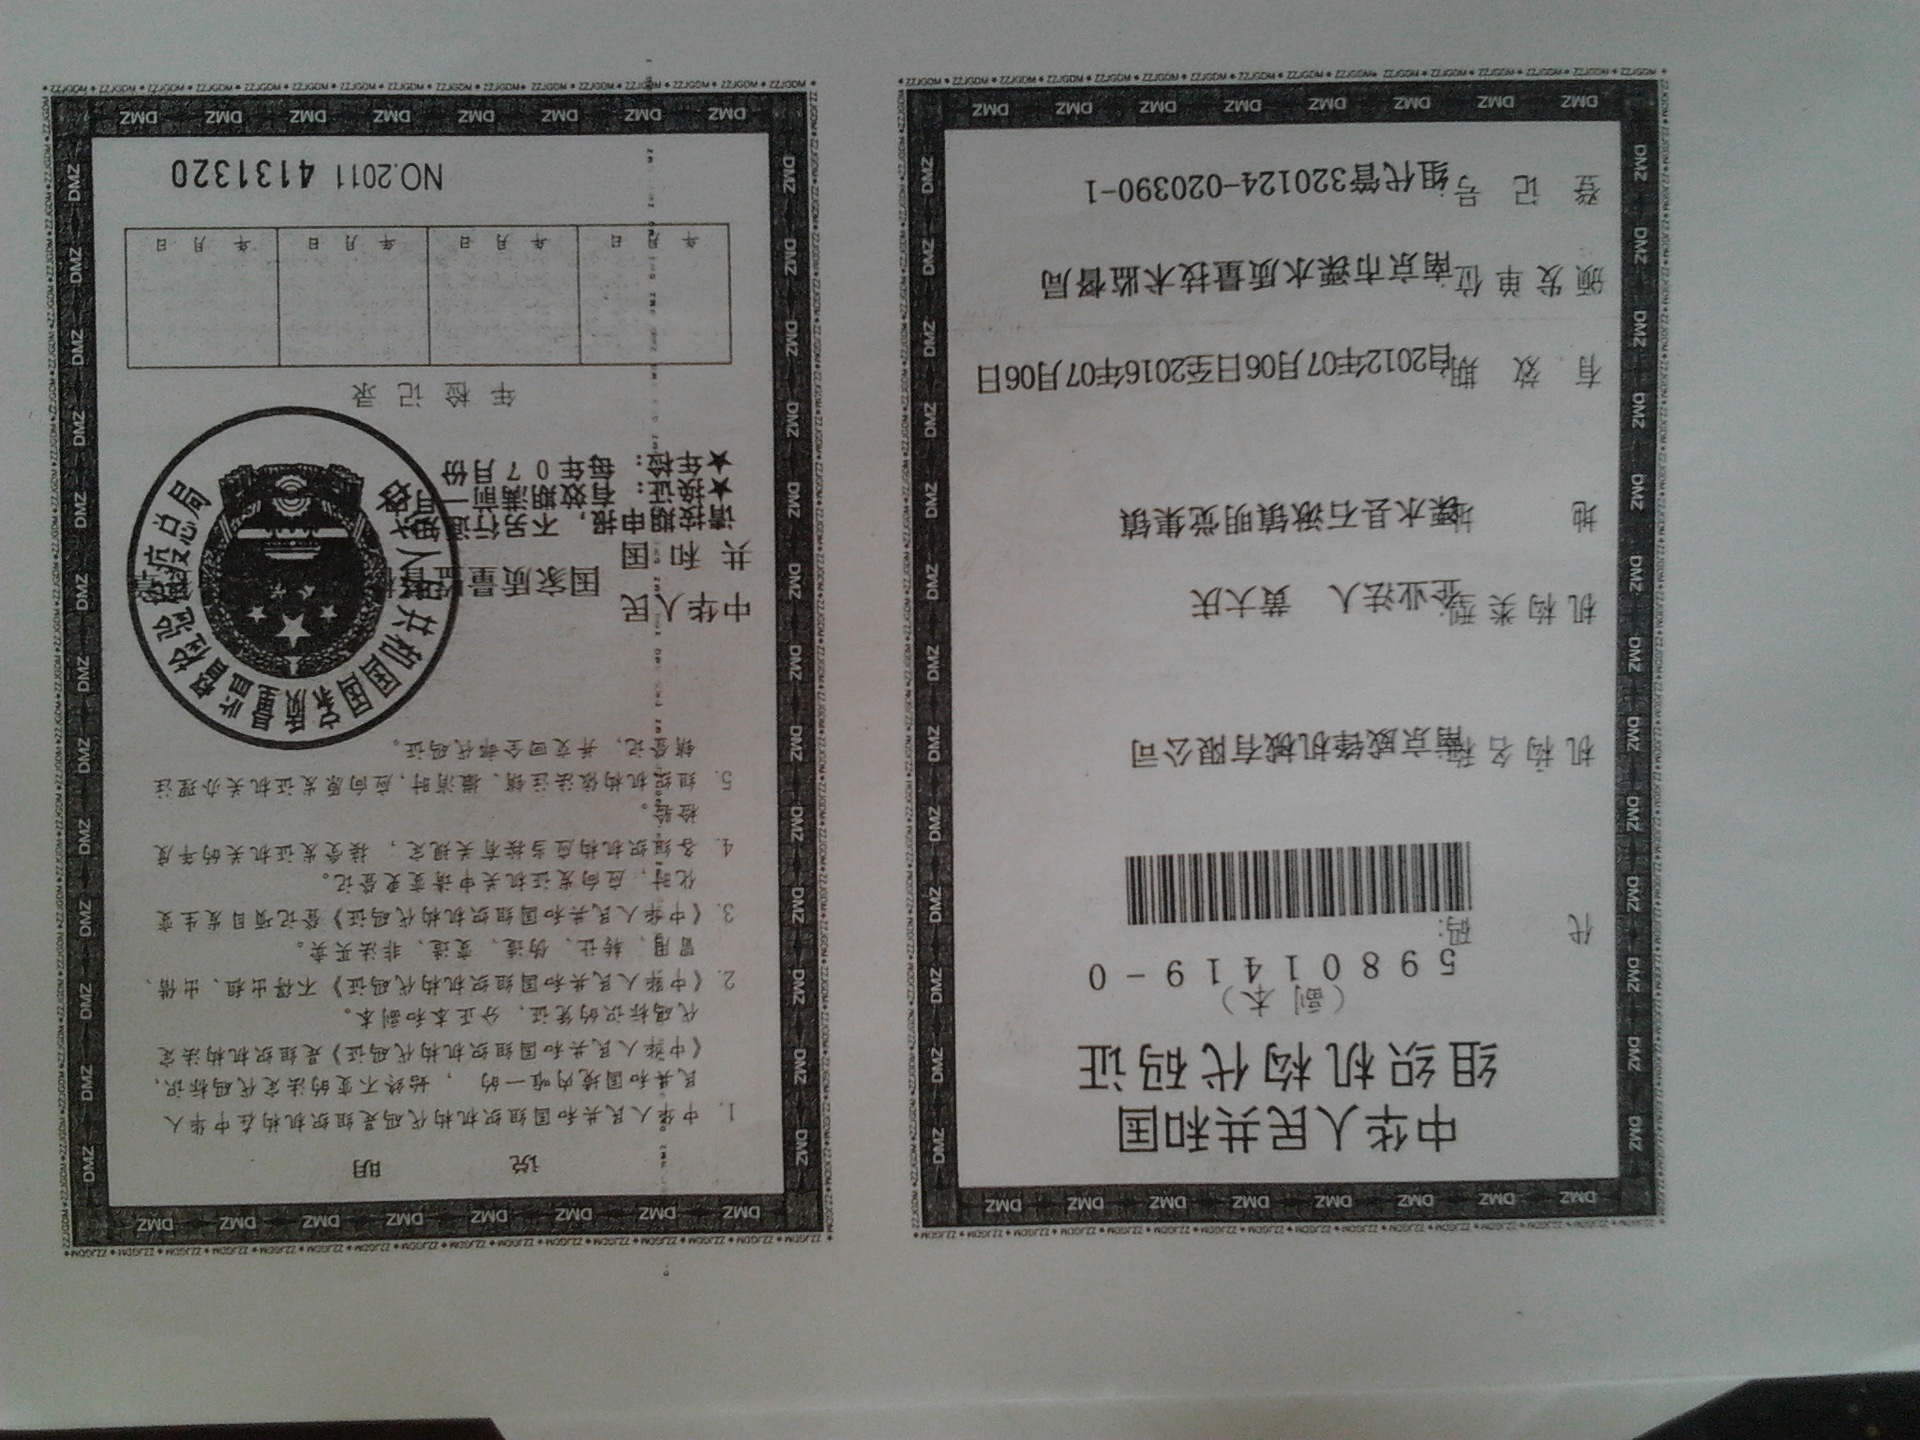 中华人民共和国
组织机构代码证
(副本)
代 码: 59801419-0
机构名称: 南京威锋机械有限公司
机构类型: 企业法人 黄大庆
地 址: 溧水县石湫镇明觉集镇
有 效 期: 自2012年07月06日至2016年07月06日
颁发单位: 南京市溧水质量技术监督局
登 记 号: 组代管320124-020390-1
说 明
1. 中华人民共和国组织机构代码是组织机构在中华人
民共和国境内唯一的,始终不变的法定代码标识,
《中华人民共和国组织机构代码证》是组织机构法定
代码标识的凭证,分正本和副本。
2. 《中华人民共和国组织机构代码证》不得出租、出借、
冒用、转让、伪造、变造、非法买卖。
3. 《中华人民共和国组织机构代码证》登记项目发生变
化时,应向发证机关申请变更登记。
4. 各组织机构应当按有关规定,接受发证机关的年度
检验。
5. 组织机构依法注销、撤消时,应向原发证机关办理注
销登记,并交回全部代码证。
中华人民
共和国
国家质量监督检
请按期申报,不另行通知
★换证:有效期满前一月内
★年检:每年07月份
年 检 记 录
年 月 日 年 月 日 年 月 日 年 月 日
NO.2011 4131320